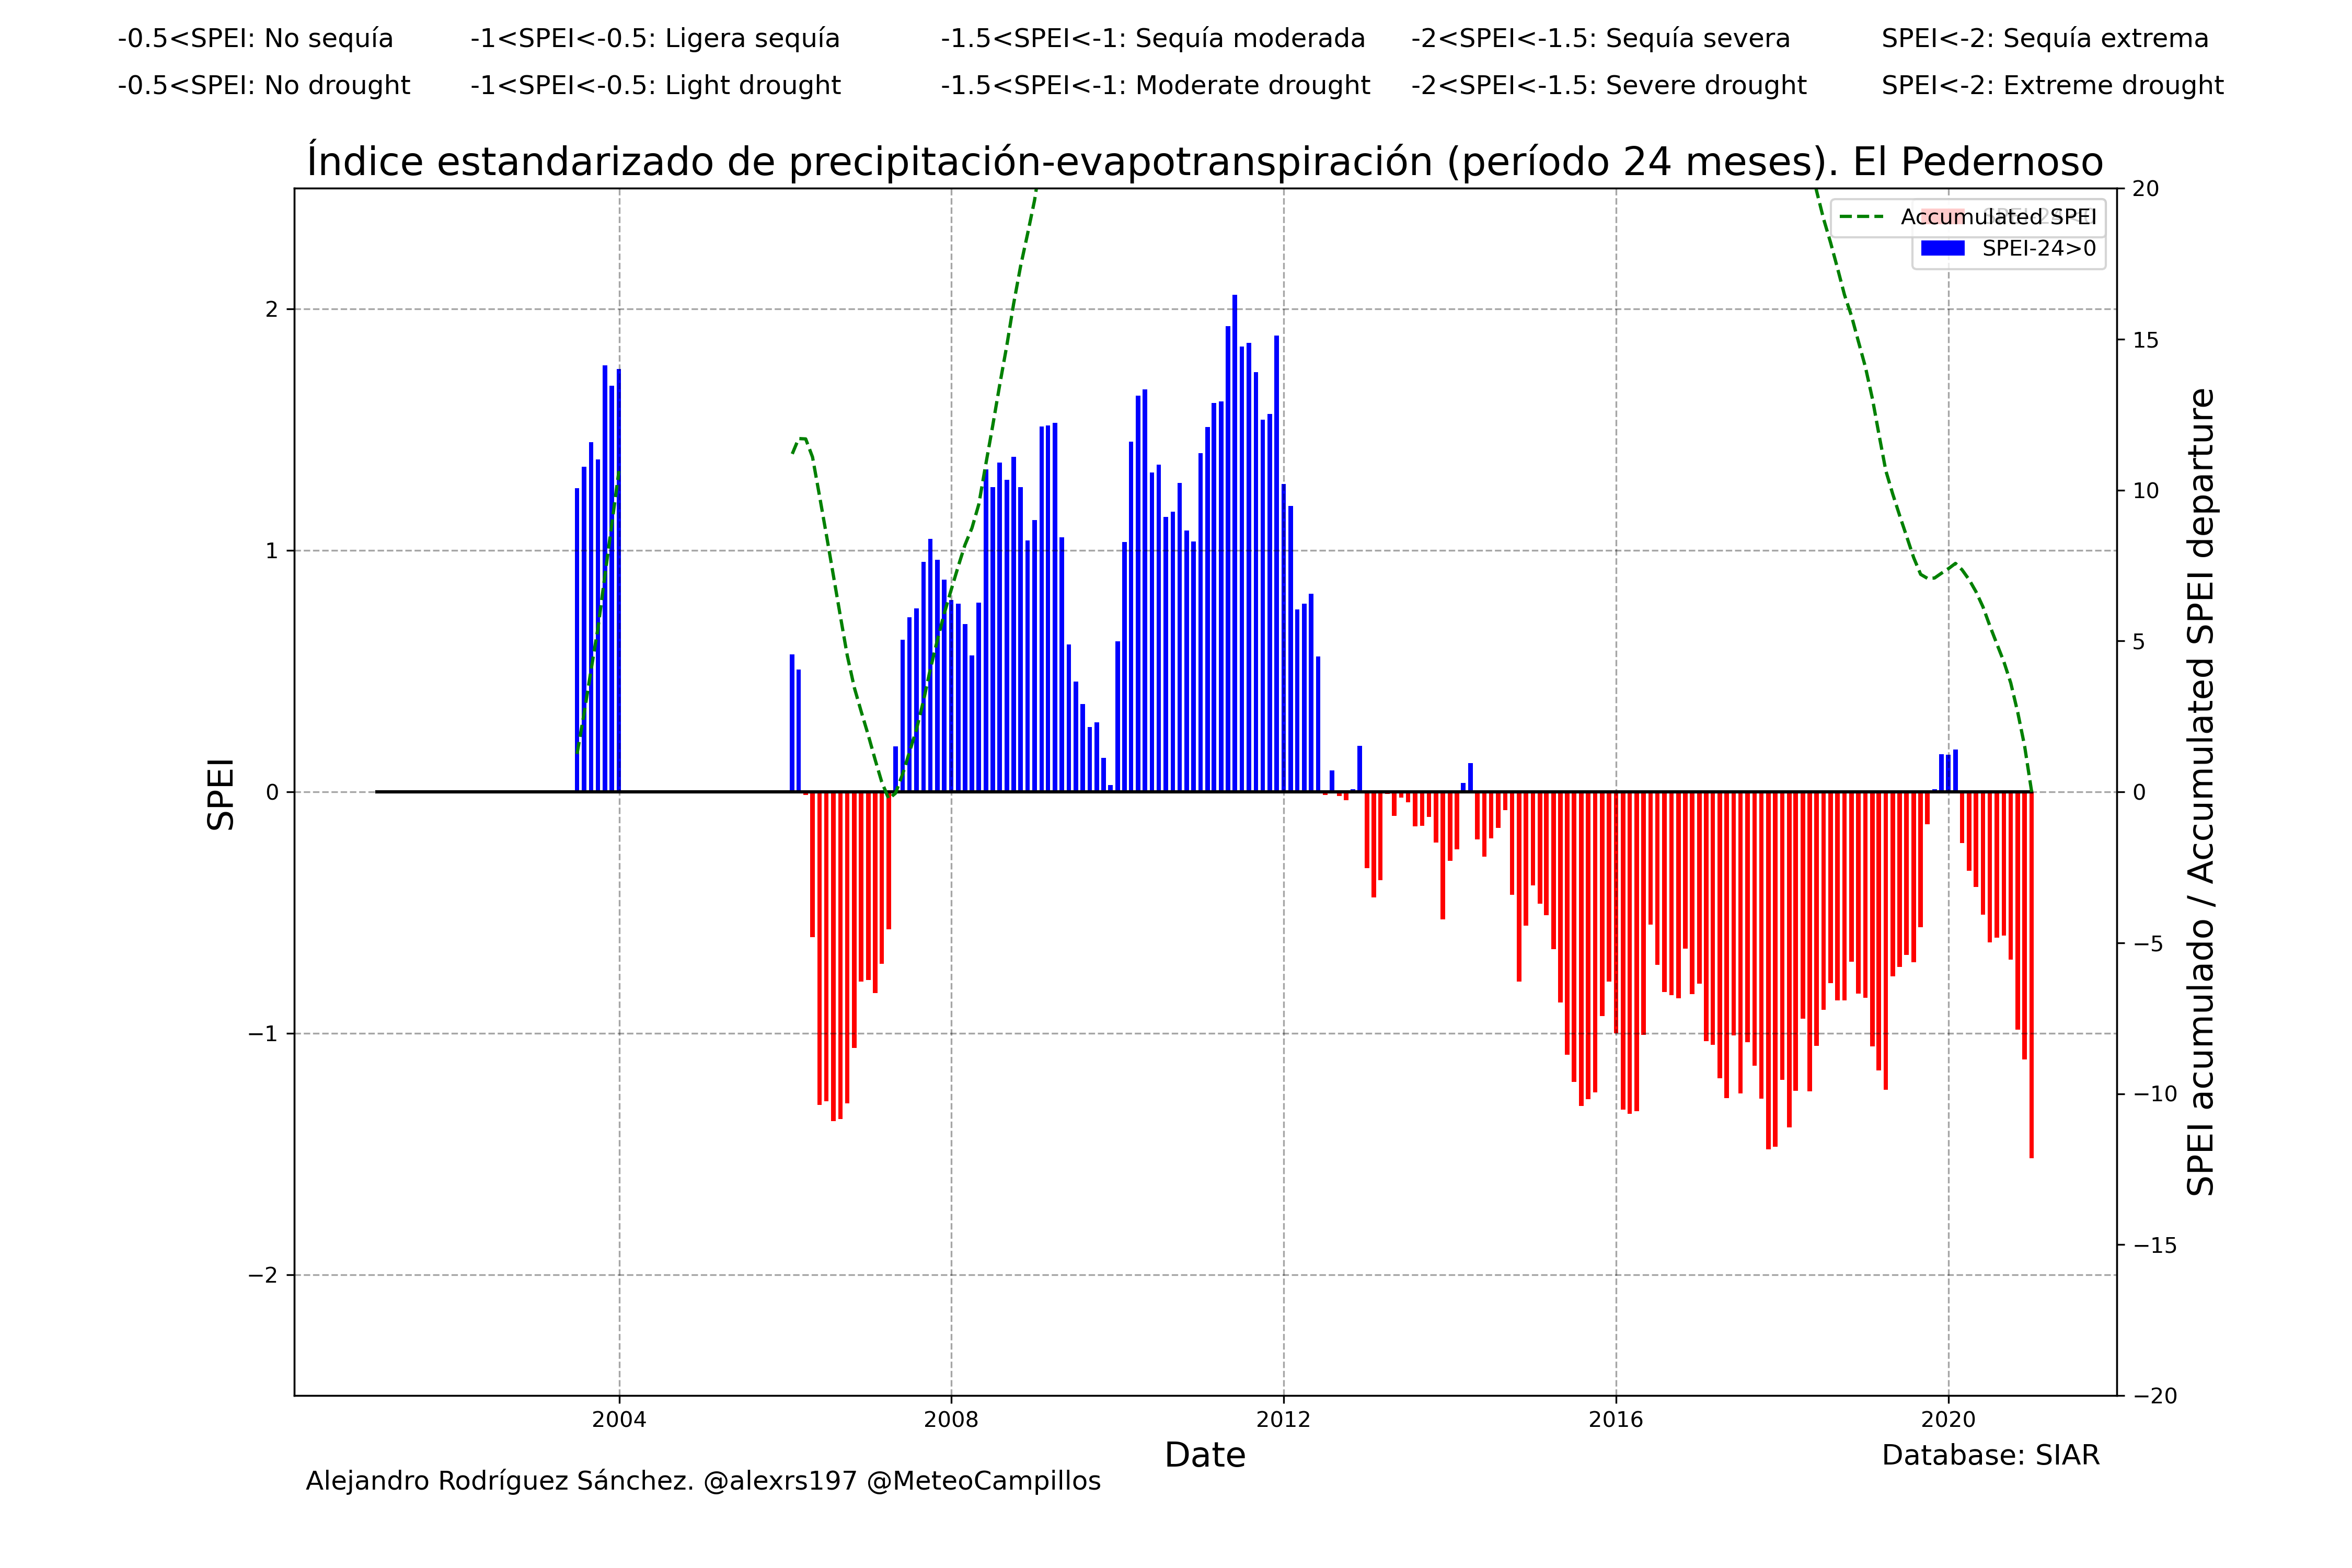 -0.5<SPEI: No sequía -1<SPEI<-0.5: Ligera sequía -1.5<SPEI<-1: Sequía moderada -2<SPEI<-1.5: Sequía severa SPEI<-2: Sequía extrema
-0.5<SPEI: No drought -1<SPEI<-0.5: Light drought -1.5<SPEI<-1: Moderate drought -2<SPEI<-1.5: Severe drought SPEI<-2: Extreme drought
Índice estandarizado de precipitación-evapotranspiración (período 24 meses). El Pedernoso
Accumulated SPEI
SPEI-24>0
SPEI
2
1
0
−1
−2
20
15
10
5
0
−5
−10
−15
−20
SPEI acumulado / Accumulated SPEI departure
2004 2008 2012 2016 2020
Date
Database: SIAR
Alejandro Rodríguez Sánchez. @alexrs197 @MeteoCampillos